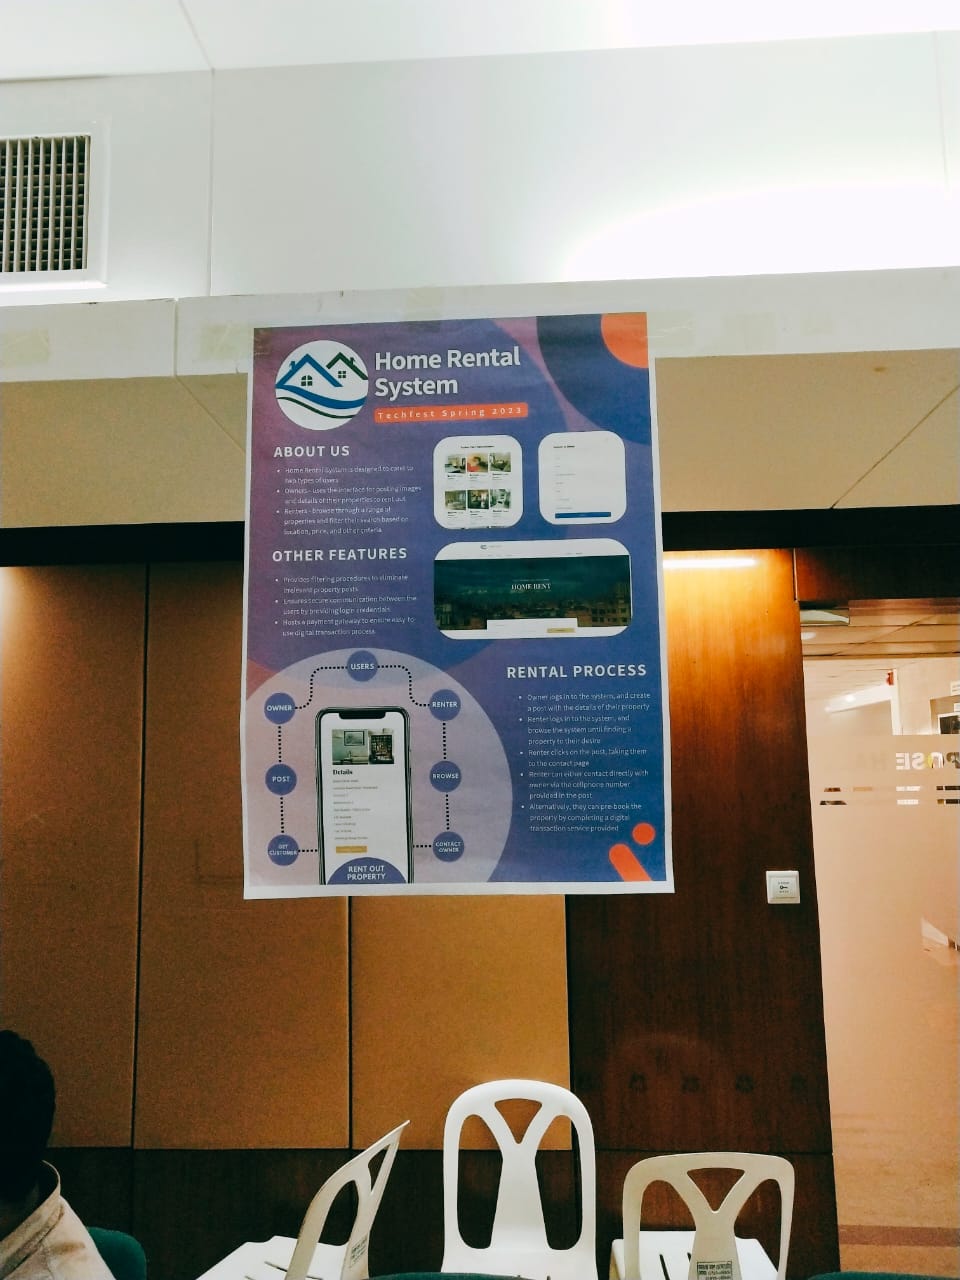 Home Rental
System
Techfest Spring 2023
ABOUT US
Home Rental System is designed to cater to
two types of users
Owners - uses the interface for posting images
and details of their properties to rent out
Renters - browse through a range of
properties and filter their search based on
location, price, and other criteria
OTHER FEATURES
Provides filtering procedures to eliminate
irrelevant property posts
Ensures secure communication between the
users by providing login credentials
Hosts a payment gateway to ensure easy-to-
use digital transaction process
HOME RENT
USERS
OWNER
RENTER
POST
BROWSE
GET
CUSTOMER
CONTACT
OWNER
Details
RENT OUT
PROPERTY
RENTAL PROCESS
Owner logs in to the system, and create
a post with the details of their property
Renter logs in to the system, and
browse the system until finding a
property to their desire
Renter clicks on the post, taking them
to the contact page
Renter can either contact directly with
owner via the cellphone number
provided in the post
Alternatively, they can pre-book the
property by completing a digital
transaction service provided